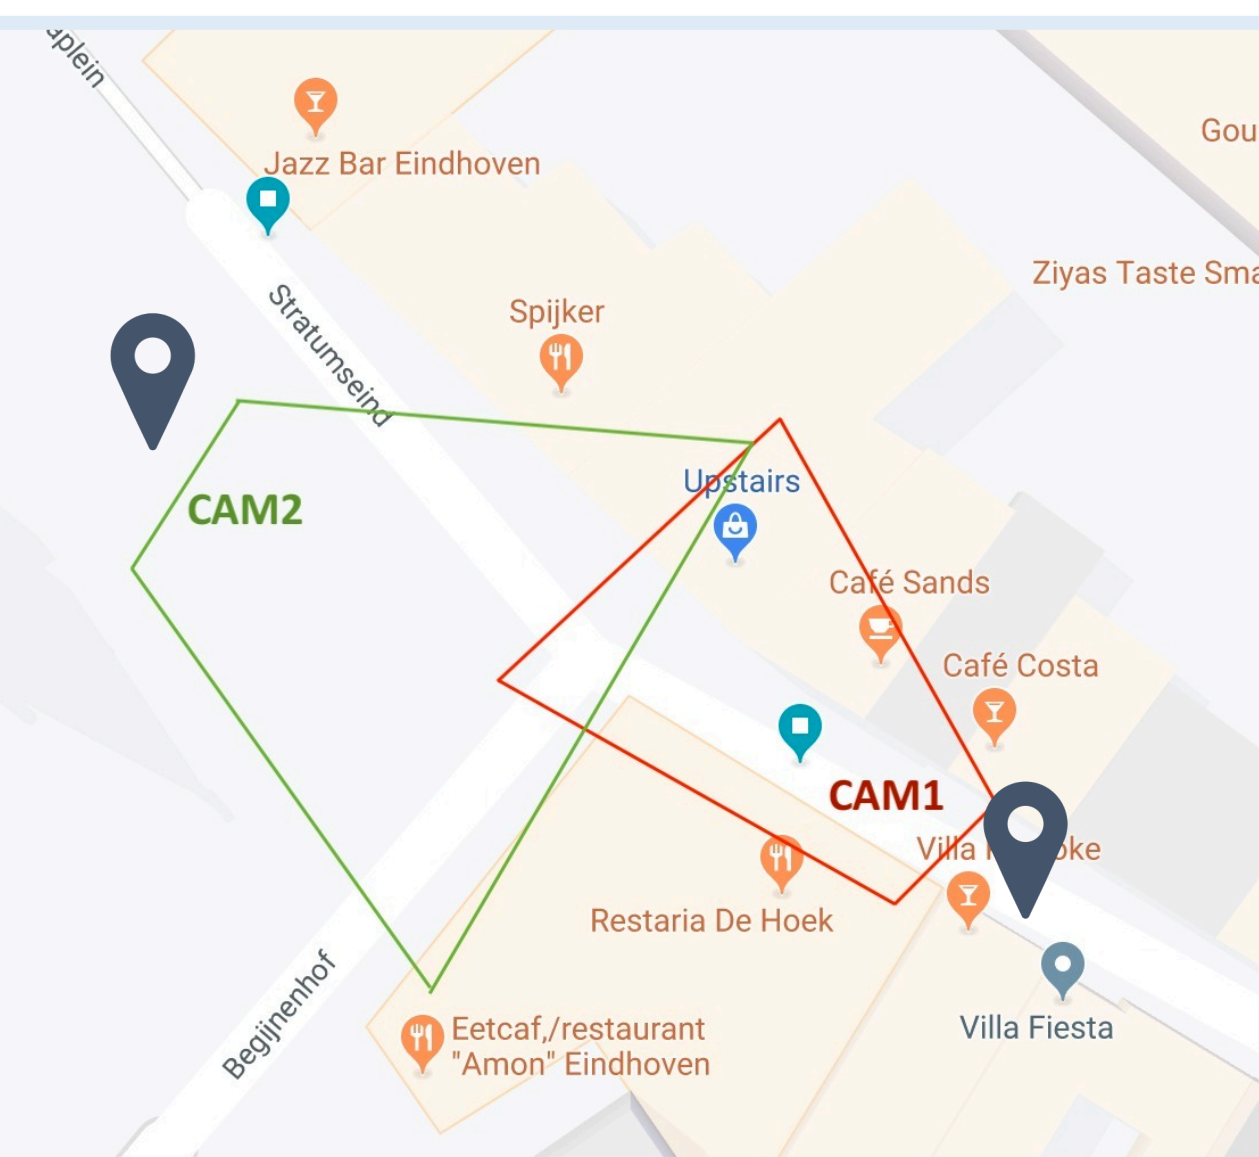 Jazz Bar Eindhoven
Gou
Ziyas Taste Sma
Stratumseind
Spijker
Upstairs
CAM2
Café Sands
Café Costa
CAM1
Villa
oke
Restaria De Hoek
Begijnenhof
Eetcaf,/restaurant
"Amon" Eindhoven
Villa Fiesta